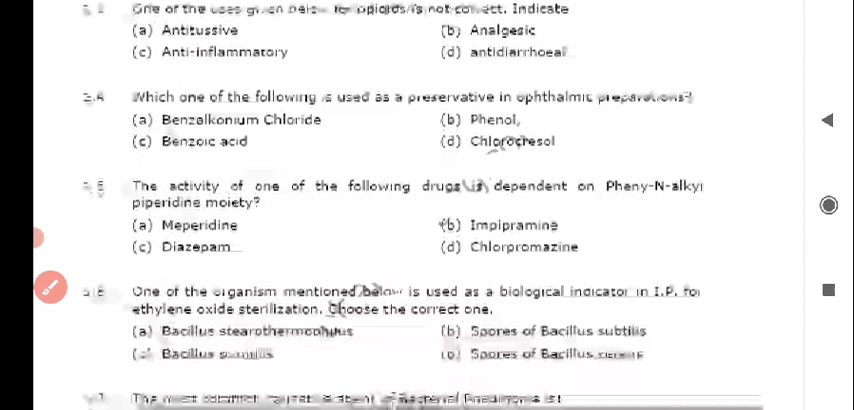 One of the uses given below for opioids is not correct. Indicate
(a) Antitussive (b) Analgesic
(c) Anti-inflammatory (d) antidiarrhoeal
Which one of the following is used as a preservative in ophthalmic preparations?
(a) Benzalkonium Chloride (b) Phenol,
(c) Benzoic acid (d) Chlorocresol
The activity of one of the following drugs is dependent on Pheny-N-alkyl
piperidine moiety?
(a) Meperidine (b) Impipramine
(c) Diazepam (d) Chlorpromazine
One of the organism mentioned below is used as a biological indicator in I.P. for
ethylene oxide sterilization. Choose the correct one.
(a) Bacillus stearothermophilus (b) Spores of Bacillus subtilis
Bacillus Spores of Bacillus
The most